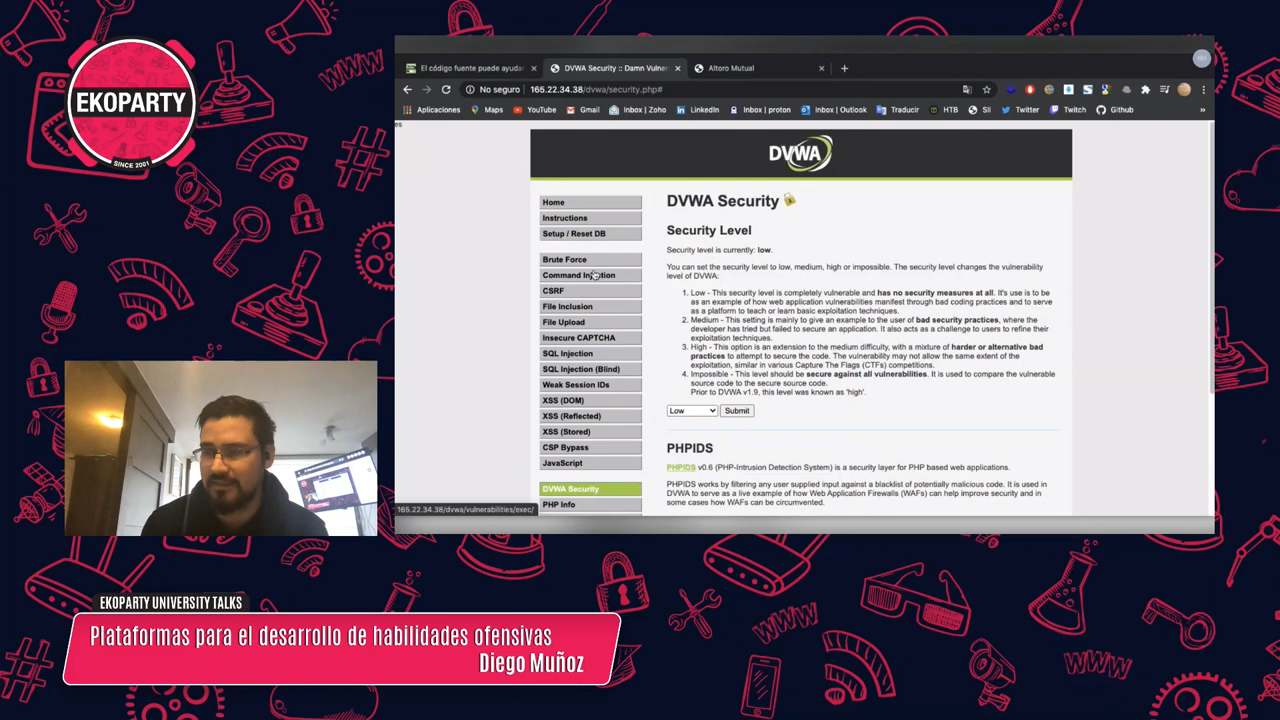 EKOPARTY
SINCE 2001
WWW
El código fuente puede ayudar
DVWA Security :: Damn Vulner
Altoro Mutual
No seguro
165.22.34.38/dvwa/security.php#
Aplicaciones
Maps
YouTube
Gmail
Inbox | Zoho
LinkedIn
Inbox | proton
Inbox | Outlook
Traducir
HTB
SII
Twitter
Twitch
Github
»
es
DVWA
Home
Instructions
Setup / Reset DB
Brute Force
Command Injection
CSRF
File Inclusion
File Upload
Insecure CAPTCHA
SQL Injection
SQL Injection (Blind)
Weak Session IDs
XSS (DOM)
XSS (Reflected)
XSS (Stored)
CSP Bypass
JavaScript
DVWA Security
PHP Info
DVWA Security
Security Level
Security level is currently: low.
You can set the security level to low, medium, high or impossible. The security level changes the vulnerability
level of DVWA:
1. Low - This security level is completely vulnerable and has no security measures at all. It's use is to be
as an example of how web application vulnerabilities manifest through bad coding practices and to serve
as a platform to teach or learn basic exploitation techniques.
2. Medium - This setting is mainly to give an example to the user of bad security practices, where the
developer has tried but failed to secure an application. It also acts as a challenge to users to refine their
exploitation techniques.
3. High - This option is an extension to the medium difficulty, with a mixture of harder or alternative bad
practices to attempt to secure the code. The vulnerability may not allow the same extent of the
exploitation, similar in various Capture The Flags (CTFs) competitions.
4. Impossible - This level should be secure against all vulnerabilities. It is used to compare the vulnerable
source code to the secure source code.
Prior to DVWA v1.9, this level was known as 'high'.
Low
Submit
PHPIDS
PHPIDS v0.6 (PHP-Intrusion Detection System) is a security layer for PHP based web applications.
PHPIDS works by filtering any user supplied input against a blacklist of potentially malicious code. It is used in
DVWA to serve as a live example of how Web Application Firewalls (WAFs) can help improve security and in
some cases how WAFs can be circumvented.
165.22.34.38/dvwa/vulnerabilities/exec/
EKOPARTY UNIVERSITY TALKS
Plataformas para el desarrollo de habilidades ofensivas
Diego Muñoz
WWW
WWW